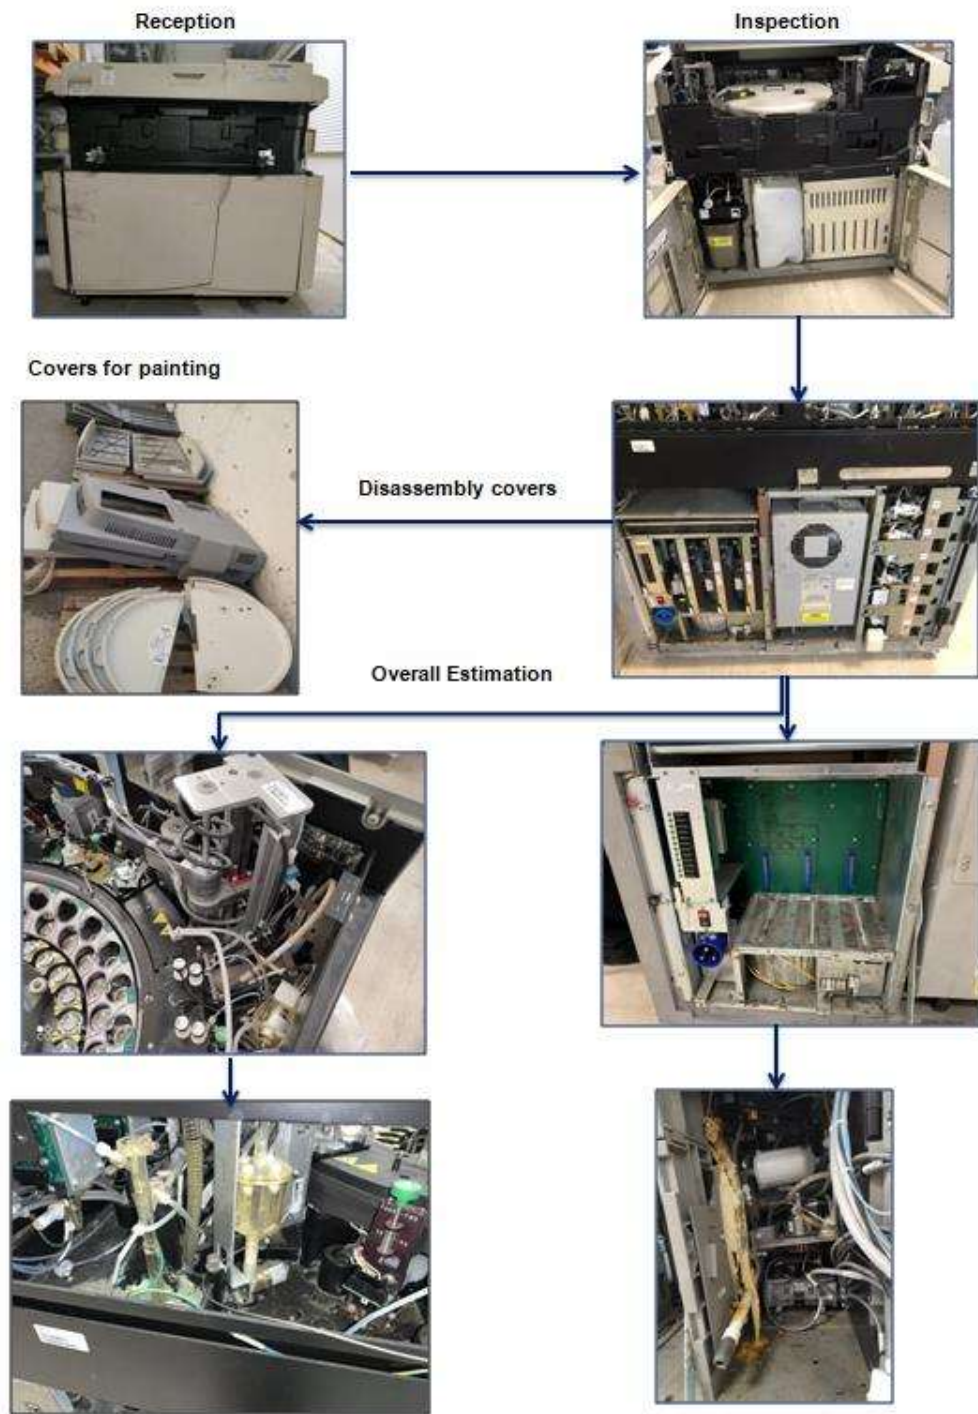 Reception
Inspection
Covers for painting
Disassembly covers
Overall Estimation